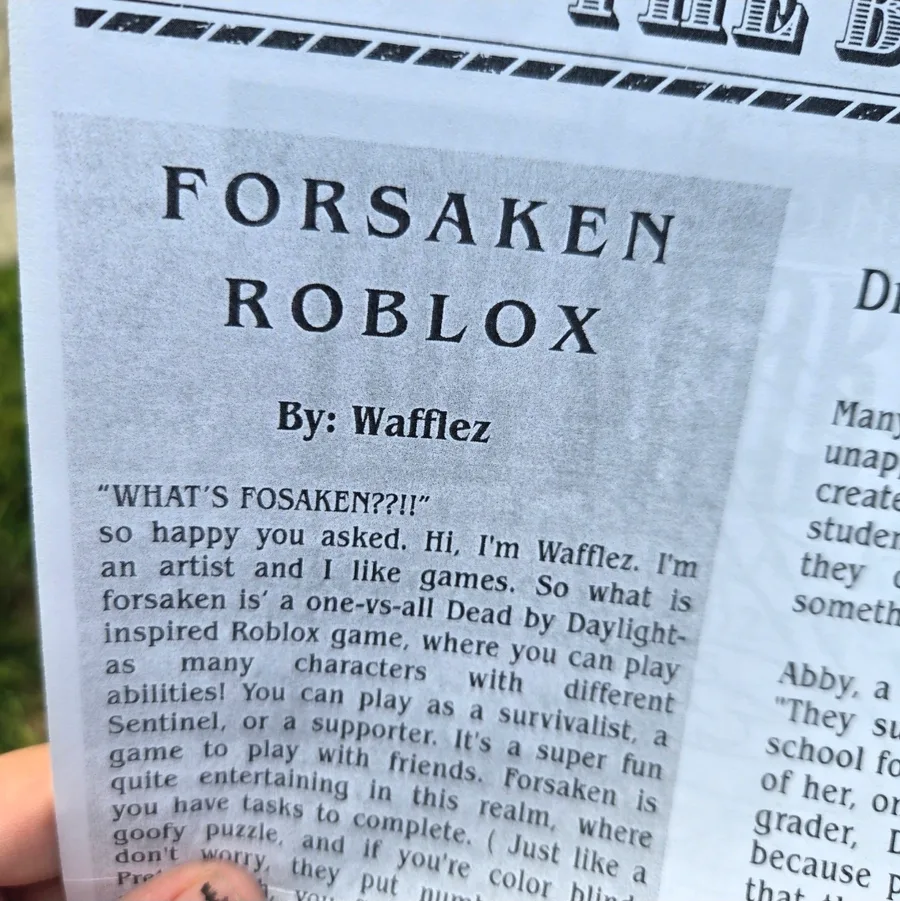 THE B
FORSAKEN
ROBLOX
By: Wafflez
"WHAT'S FOSAKEN??!!"
so happy you asked. Hi, I'm Wafflez. I'm
an artist and I like games. So what is
forsaken is' a one-vs-all Dead by Daylight-
inspired Roblox game, where you can play
as many characters with different
abilities! You can play as a survivalist, a
Sentinel, or a supporter. It's a super fun
game to play with friends. Forsaken is
quite entertaining in this realm, where
you have tasks to complete. ( Just like a
goofy puzzle, and if you're color blind
don't worry, they put
you
Many
they
someth
Abby, a
"They su
school fo
of her, or
grader, D
because p
that